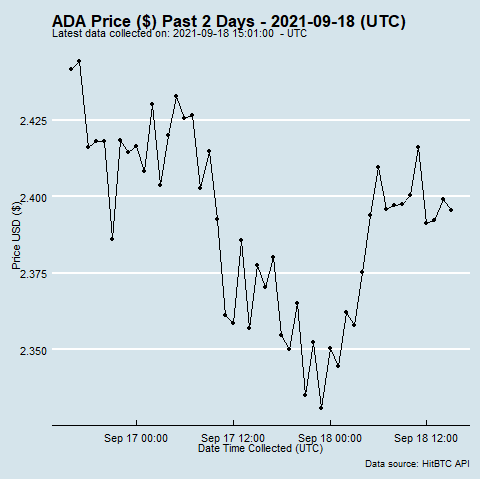 ADA Price ($) Past 2 Days - 2021-09-18 (UTC)
Latest data collected on: 2021-09-18 15:01:00  - UTC
2.425
2.400
2.375
2.350
Price USD ($)
Sep 17 00:00
Sep 17 12:00
Sep 18 00:00
Sep 18 12:00
Date Time Collected (UTC)
Data source: HitBTC API